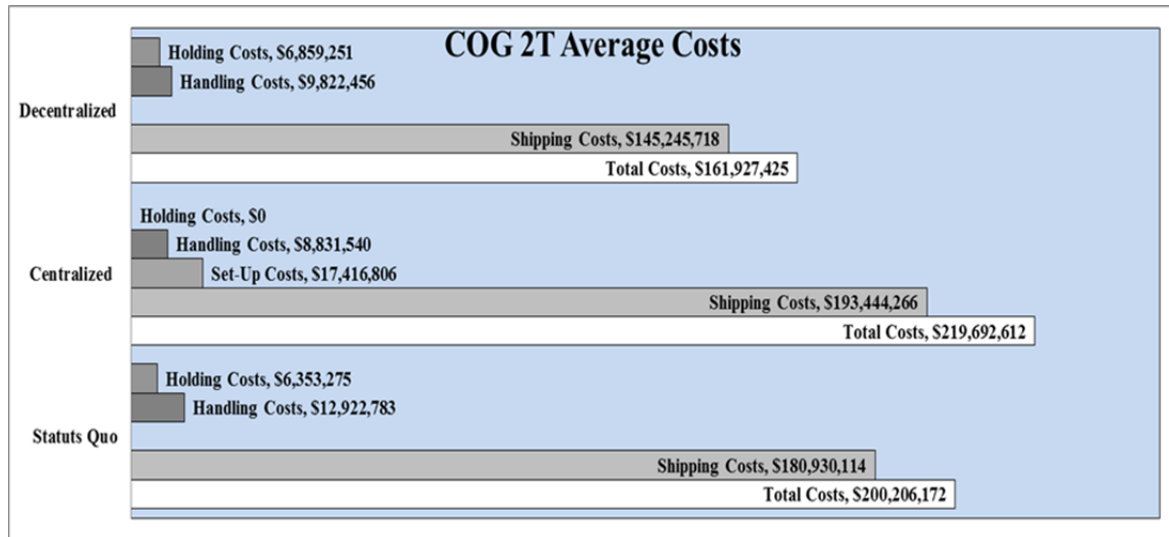 COG 2T Average Costs
Decentralized
Holding Costs, $6,859,251
Handling Costs, $9,822,456
Shipping Costs, $145,245,718
Total Costs, $161,927,425
Centralized
Holding Costs, $0
Handling Costs, $8,831,540
Set-Up Costs, $17,416,806
Shipping Costs, $193,444,266
Total Costs, $219,692,612
Statuts Quo
Holding Costs, $6,353,275
Handling Costs, $12,922,783
Shipping Costs, $180,930,114
Total Costs, $200,206,172